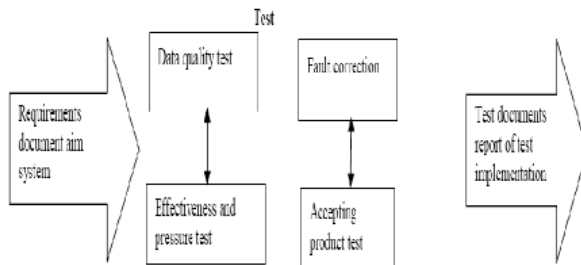 Test
Requirements
document aim
system
Data quality test
Effectiveness and
pressure test
Fault correction
Accepting
product test
Test documents
report of test
implementation